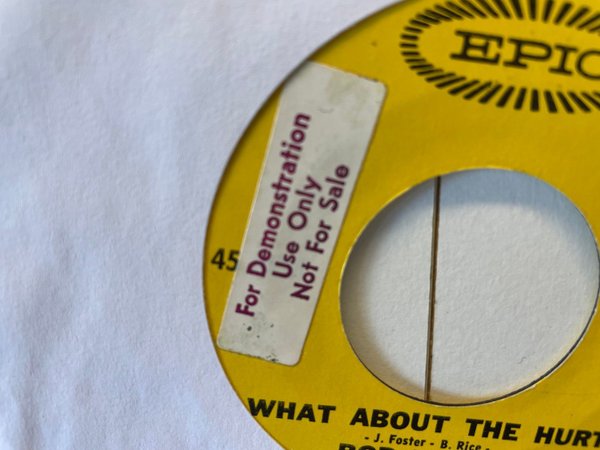 EPIC
For Demonstration
Use Only
Not For Sale
45
WHAT ABOUT THE HURT
- J. Foster - B. Rice -